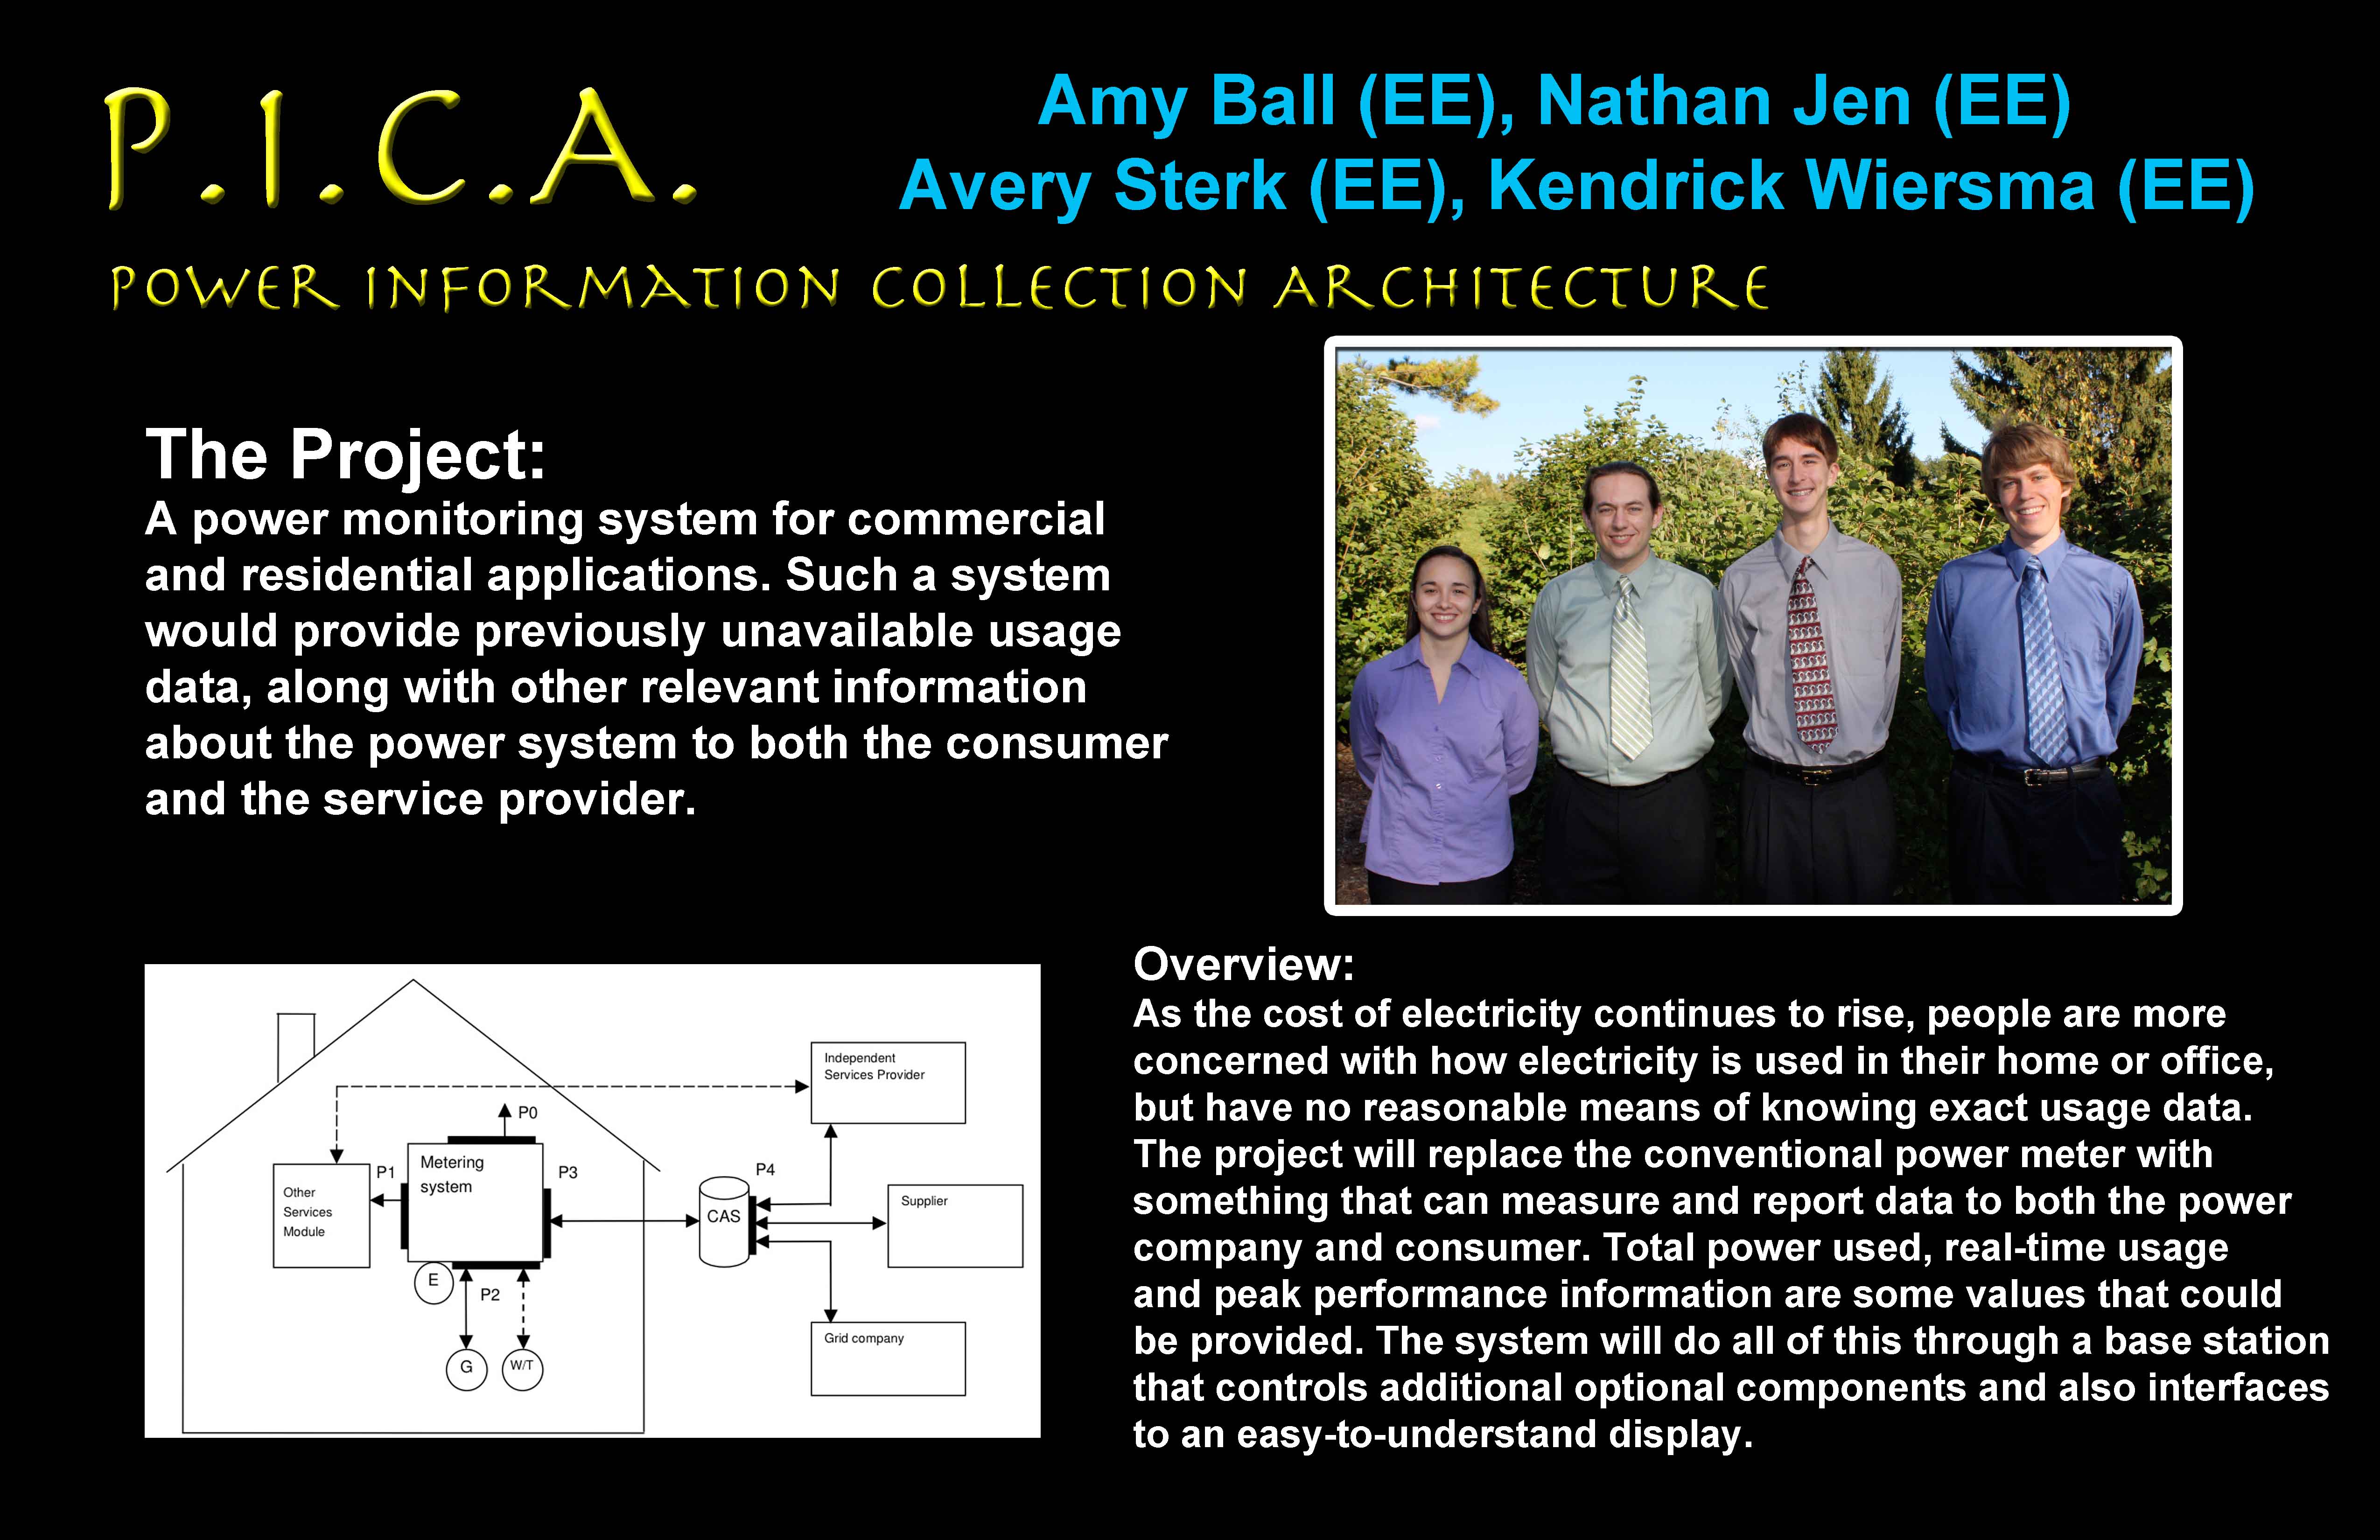 P.I.C.A.
Amy Ball (EE), Nathan Jen (EE)
Avery Sterk (EE), Kendrick Wiersma (EE)
POWER INFORMATION COLLECTION ARCHITECTURE
The Project:
A power monitoring system for commercial
and residential applications. Such a system
would provide previously unavailable usage
data, along with other relevant information
about the power system to both the consumer
and the service provider.
Independent
Services Provider
P0
Metering
system
P1
P3
Other
Services
Module
P4
CAS
Supplier
E
P2
G
W/T
Grid company
Overview:
As the cost of electricity continues to rise, people are more
concerned with how electricity is used in their home or office,
but have no reasonable means of knowing exact usage data.
The project will replace the conventional power meter with
something that can measure and report data to both the power
company and consumer. Total power used, real-time usage
and peak performance information are some values that could
be provided. The system will do all of this through a base station
that controls additional optional components and also interfaces
to an easy-to-understand display.